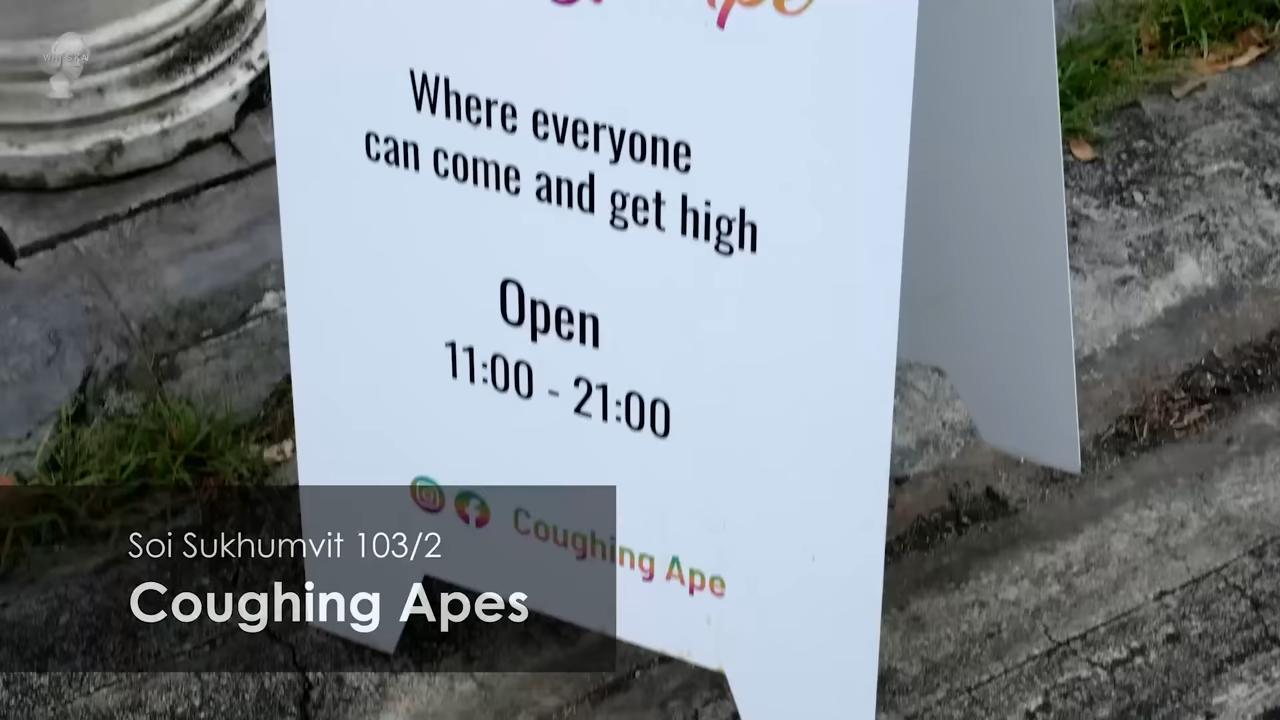 Where everyone
can come and get high
Open
11:00 - 21:00
Coughing Ape
Soi Sukhumvit 103/2
Coughing Apes